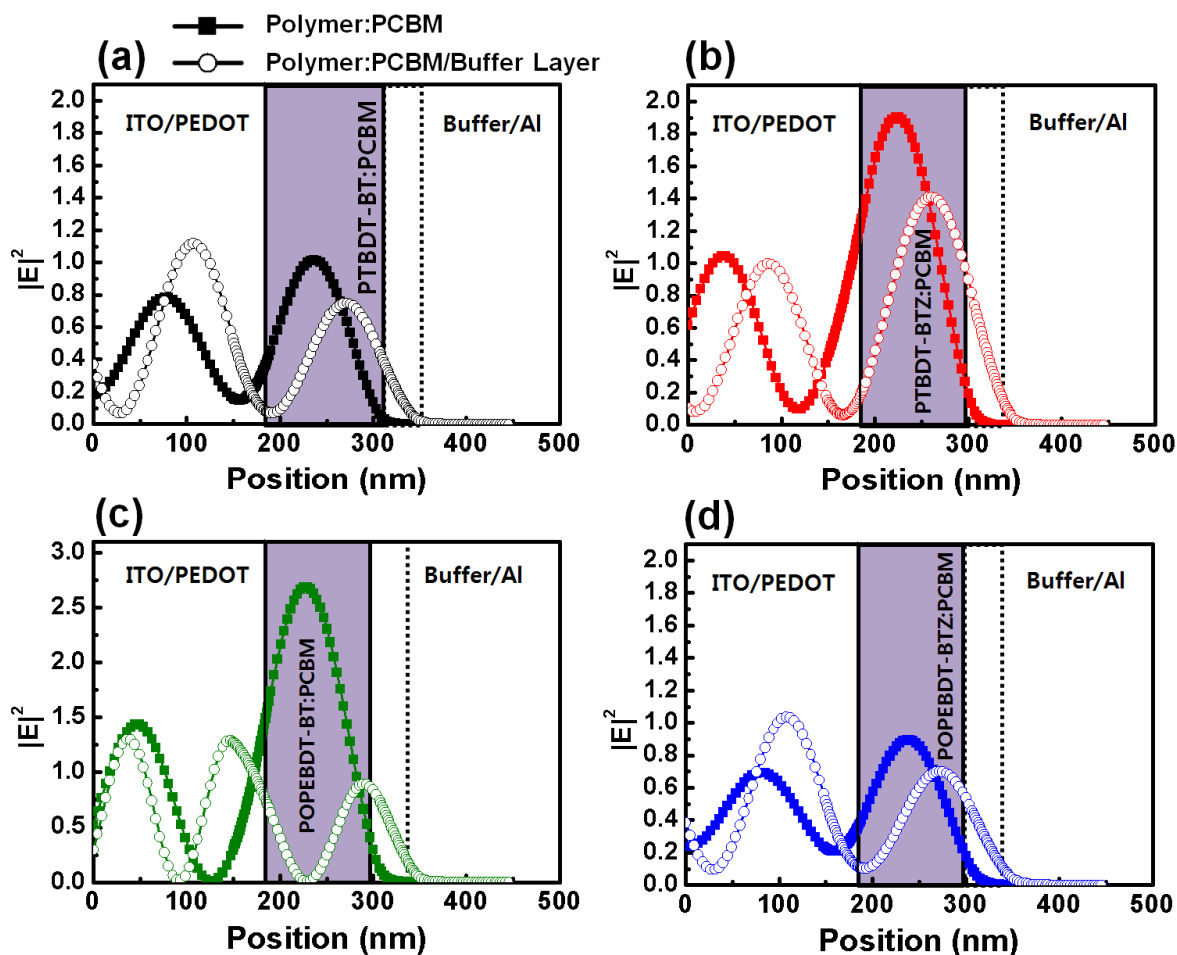 Polymer:PCBM
Polymer:PCBM/Buffer Layer
(a)
2.0
1.8
1.6
1.4
1.2
1.0
0.8
0.6
0.4
0.2
0.0
|E|²
ITO/PEDOT
PTBDT-BT:PCBM
Buffer/Al
0 100 200 300 400 500
Position (nm)
(b)
2.0
1.8
1.6
1.4
1.2
1.0
0.8
0.6
0.4
0.2
0.0
|E|²
ITO/PEDOT
PTBDT-BTZ:PCBM
Buffer/Al
0 100 200 300 400 500
Position (nm)
(c)
3.0
2.5
2.0
1.5
1.0
0.5
0.0
|E|²
ITO/PEDOT
POPEBDT-BT:PCBM
Buffer/Al
0 100 200 300 400 500
Position (nm)
(d)
2.0
1.8
1.6
1.4
1.2
1.0
0.8
0.6
0.4
0.2
0.0
|E|²
ITO/PEDOT
POPEBDT-BTZ:PCBM
Buffer/Al
0 100 200 300 400 500
Position (nm)